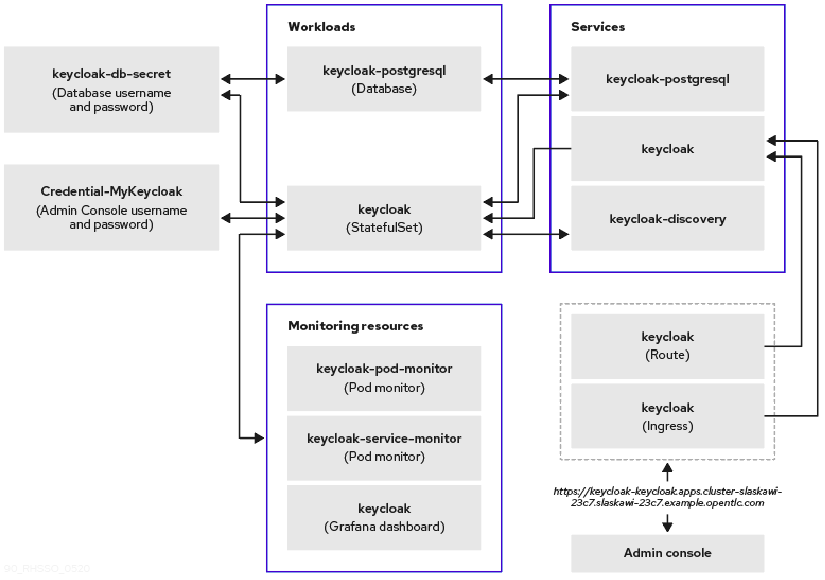 Workloads
Services
keycloak-db-secret
(Database username
and password)
keycloak-postgresql
(Database)
keycloak-postgresql
keycloak
Credential-MyKeycloak
(Admin Console username
and password)
keycloak
(StatefulSet)
keycloak-discovery
Monitoring resources
keycloak-pod-monitor
(Pod monitor)
keycloak-service-monitor
(Pod monitor)
keycloak
(Grafana dashboard)
keycloak
(Route)
keycloak
(Ingress)
https://keycloak-keycloak.apps.cluster-slaskawi-
23c7.slaskawi-23c7.example.opentlc.com
Admin console
90_RHSSO_0520